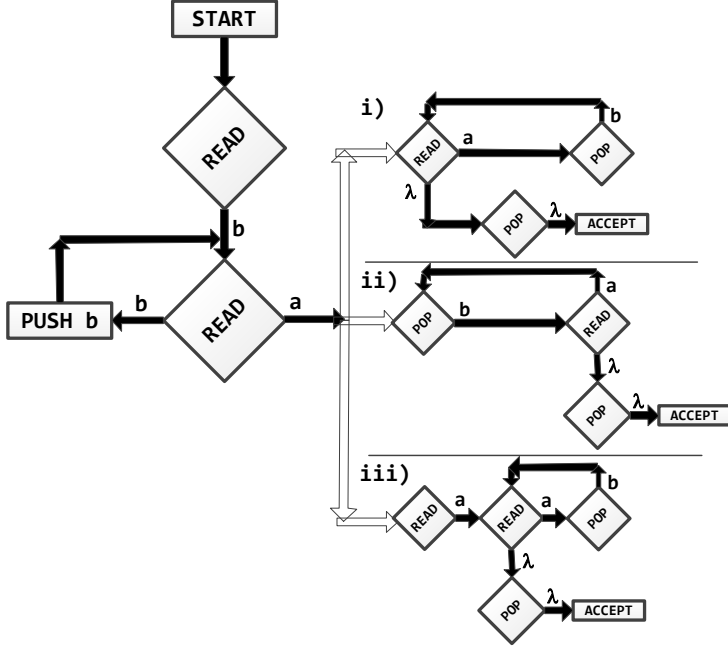 START
READ
b
READ
b
PUSH b
a
i)
READ
a
POP
b
λ
POP
λ
ACCEPT
ii)
POP
b
READ
a
λ
POP
λ
ACCEPT
iii)
READ
a
READ
a
POP
b
λ
POP
λ
ACCEPT